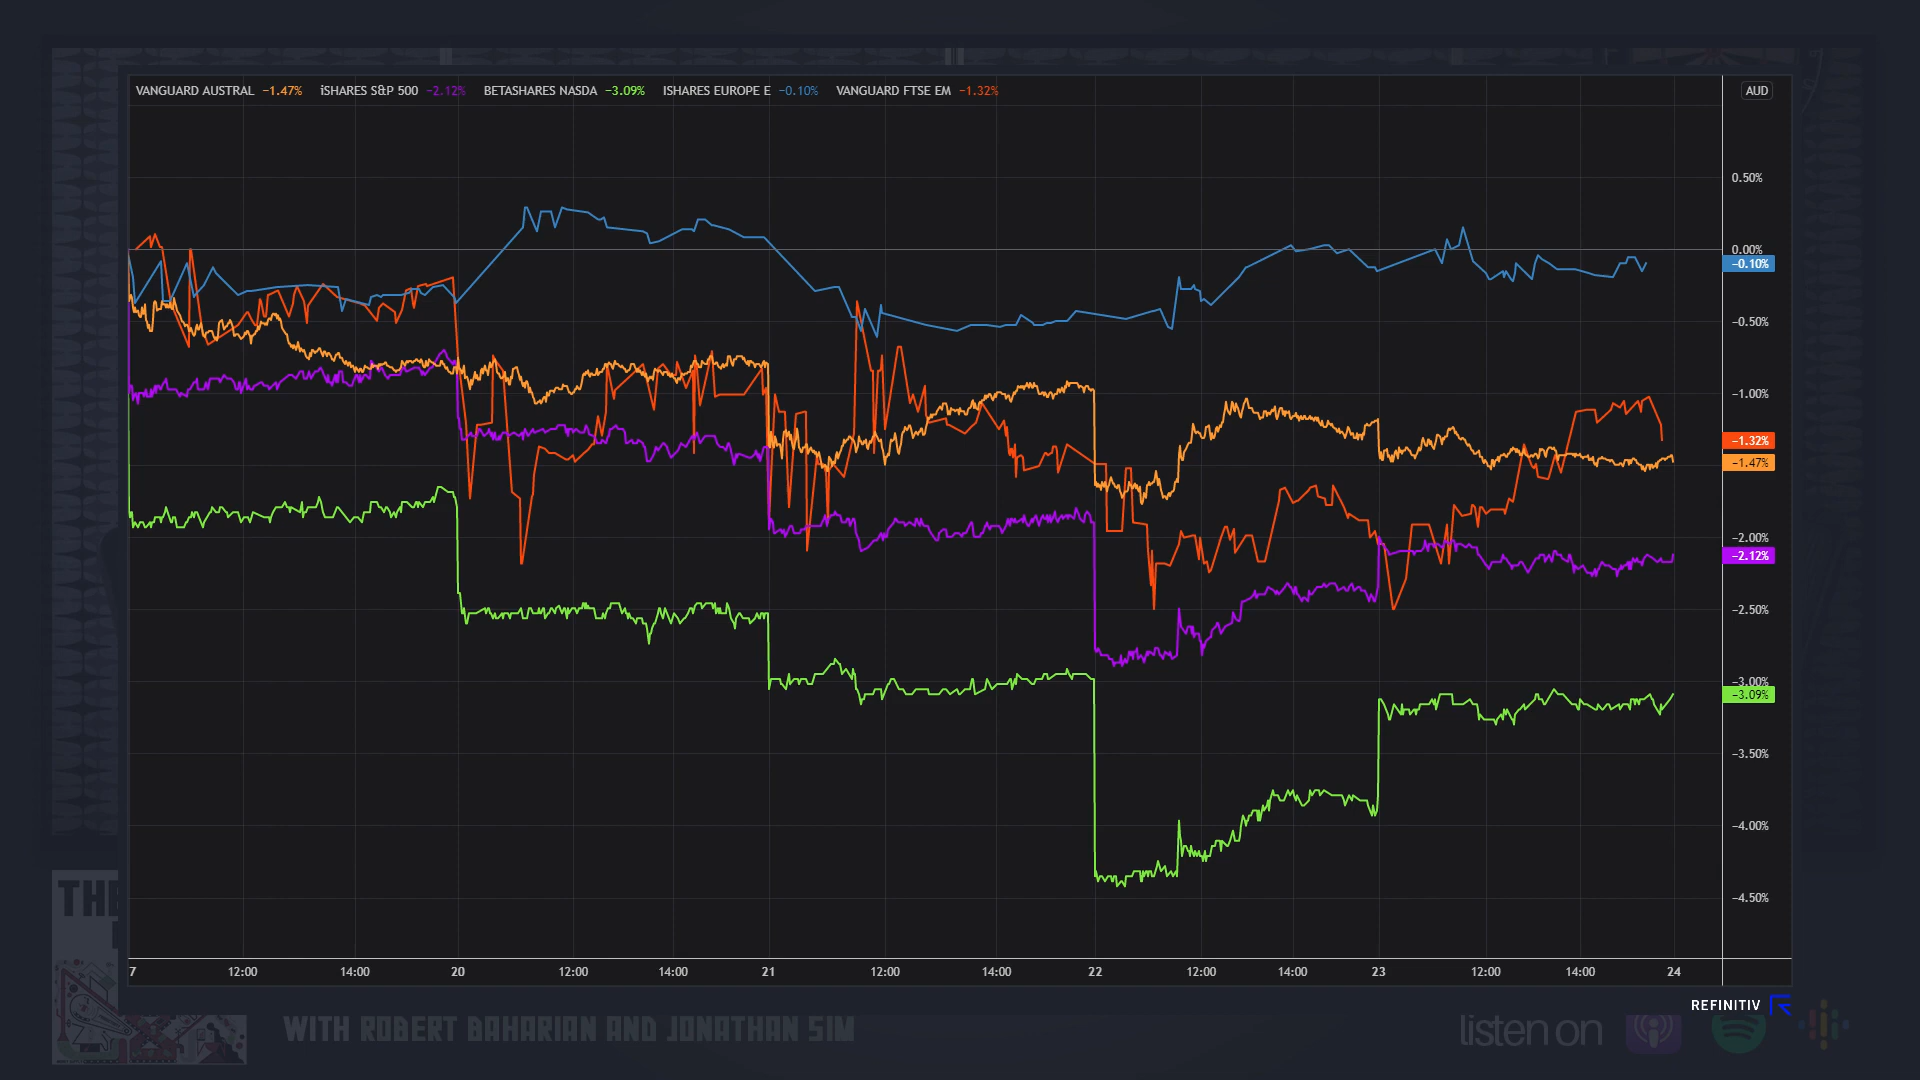 VANGUARD AUSTRAL −1.47% iSHARES S&P 500 −2.12% BETASHARES NASDA −3.09% ISHARES EUROPE E −0.10% VANGUARD FTSE EM −1.32%
AUD
0.50%
0.00%
−0.10%
−0.50%
−1.00%
−1.32%
−1.47%
−2.00%
−2.12%
−2.50%
−3.00%
−3.09%
−3.50%
−4.00%
−4.50%
7 12:00 14:00 20 12:00 14:00 21 12:00 14:00 22 12:00 14:00 23 12:00 14:00 24
REFINITIV
THE
WITH ROBERT BAHARIAN AND JONATHAN SIM
listen on